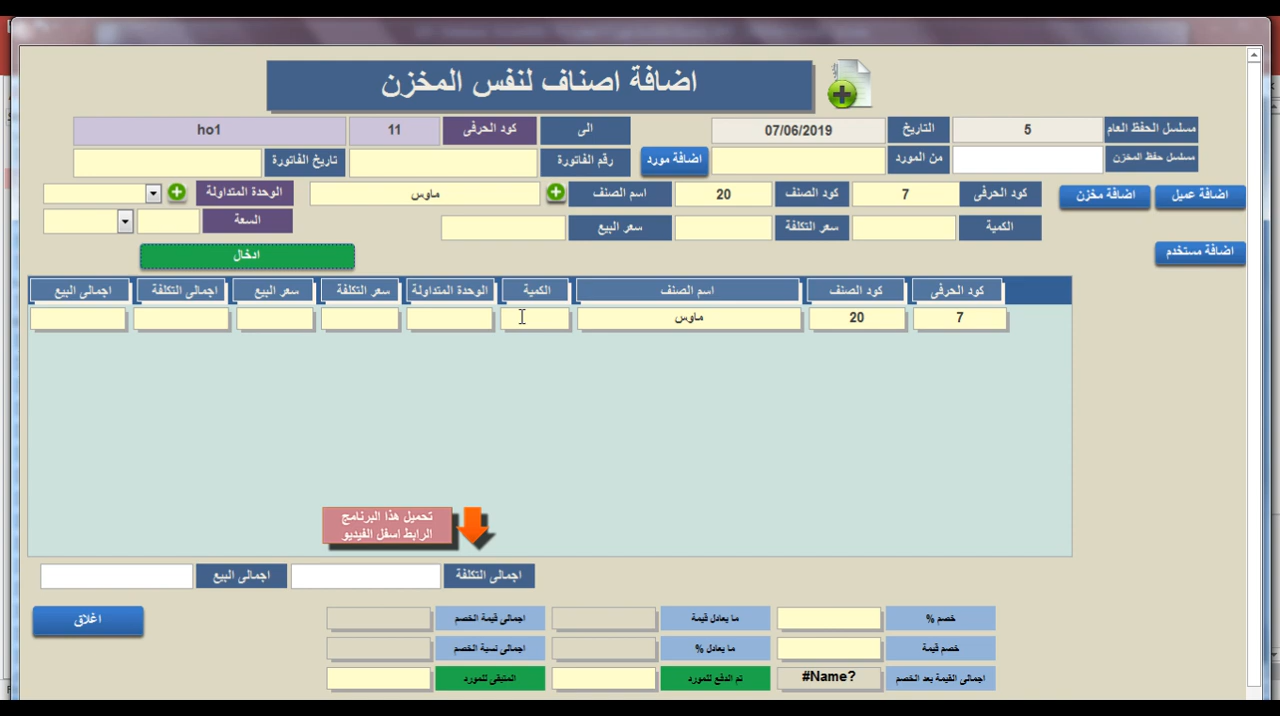 اضافة اصناف لنفس المخزن
مسلسل الحفظ العام 5 التاريخ 07/06/2019 الى كود الحرفى 11 ho1
مسلسل حفظ المخزن من المورد اضافة مورد رقم الفاتورة تاريخ الفاتورة
اضافة عميل اضافة مخزن كود الحرفى 7 كود الصنف 20 اسم الصنف ماوس الوحدة المتداولة
الكمية سعر التكلفة سعر البيع السعة
اضافة مستخدم ادخال
كود الحرفى كود الصنف اسم الصنف الكمية الوحدة المتداولة سعر التكلفة سعر البيع اجمالى التكلفة اجمالى البيع
7 20 ماوس
تحميل هذا البرنامج
الرابط اسفل الفيديو
اجمالى التكلفة اجمالى البيع
خصم % ما يعادل قيمة اجمالى قيمة الخصم اغلاق
خصم قيمة ما يعادل % اجمالى نسبة الخصم
اجمالى القيمة بعد الخصم #Name? تم الدفع للمورد المتبقى للمورد